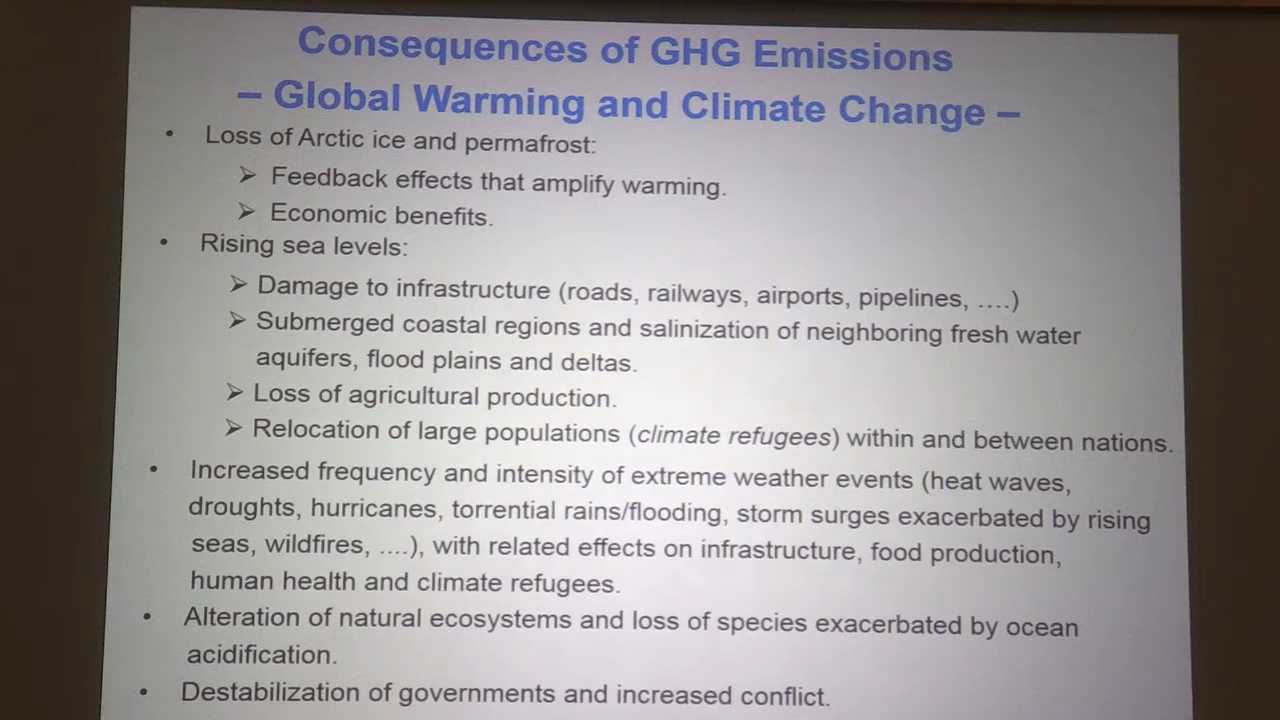 Consequences of GHG Emissions
– Global Warming and Climate Change –
• Loss of Arctic ice and permafrost:
➢ Feedback effects that amplify warming.
➢ Economic benefits.
• Rising sea levels:
➢ Damage to infrastructure (roads, railways, airports, pipelines, ....)
➢ Submerged coastal regions and salinization of neighboring fresh water
aquifers, flood plains and deltas.
➢ Loss of agricultural production.
➢ Relocation of large populations (climate refugees) within and between nations.
• Increased frequency and intensity of extreme weather events (heat waves,
droughts, hurricanes, torrential rains/flooding, storm surges exacerbated by rising
seas, wildfires, ....), with related effects on infrastructure, food production,
human health and climate refugees.
• Alteration of natural ecosystems and loss of species exacerbated by ocean
acidification.
• Destabilization of governments and increased conflict.